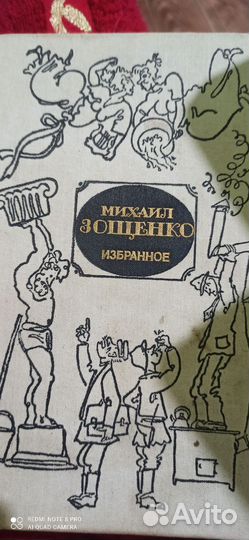 МИХАИЛ
ЗОЩЕНКО
ИЗБРАННОЕ
REDMI NOTE 8 PRO
AI QUAD CAMERA
Avito